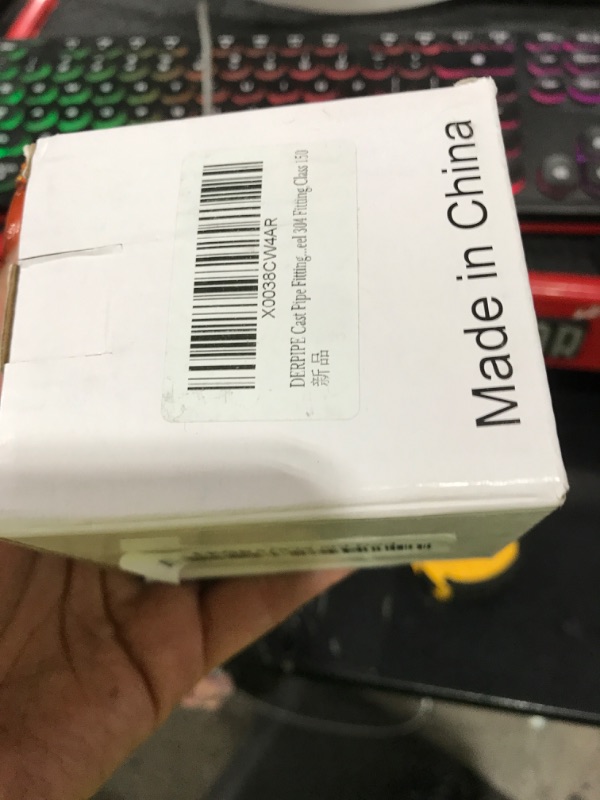 X0038CW4AR
DERPIPE Cast Pipe Fitting...eel 304 Fitting Class 150
新品
Made in China